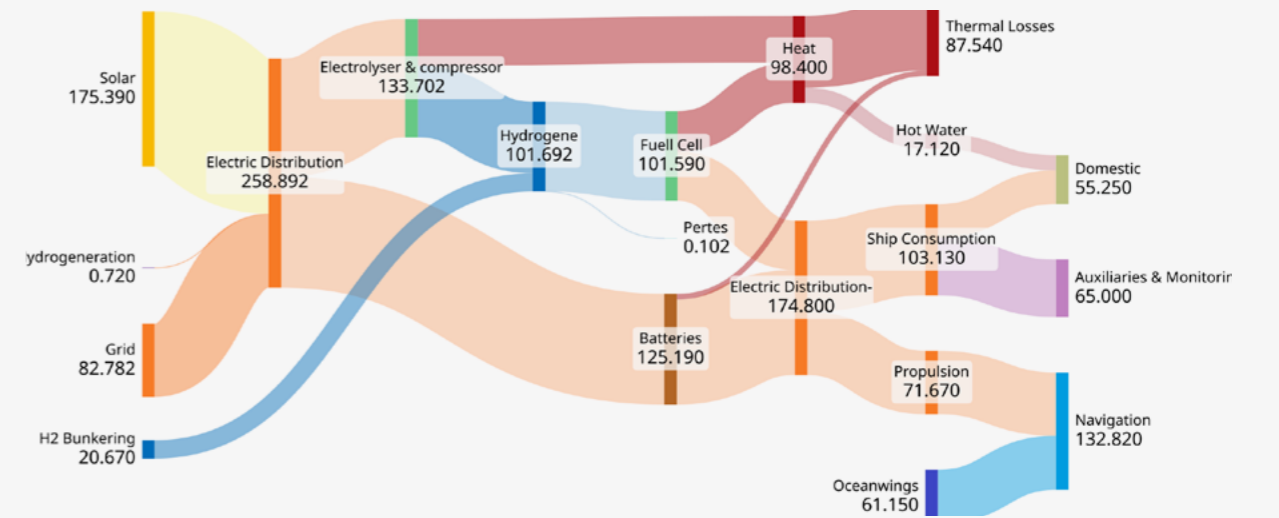 Solar
175.390
ydrogeneration
0.720
Grid
82.782
H2 Bunkering
20.670
Electric Distribution
258.892
Electrolyser & compressor
133.702
Hydrogene
101.692
Fuell Cell
101.590
Pertes
0.102
Batteries
125.190
Heat
98.400
Electric Distribution-
174.800
Thermal Losses
87.540
Hot Water
17.120
Ship Consumption
103.130
Propulsion
71.670
Oceanwings
61.150
Domestic
55.250
Auxiliaries & Monitorir
65.000
Navigation
132.820